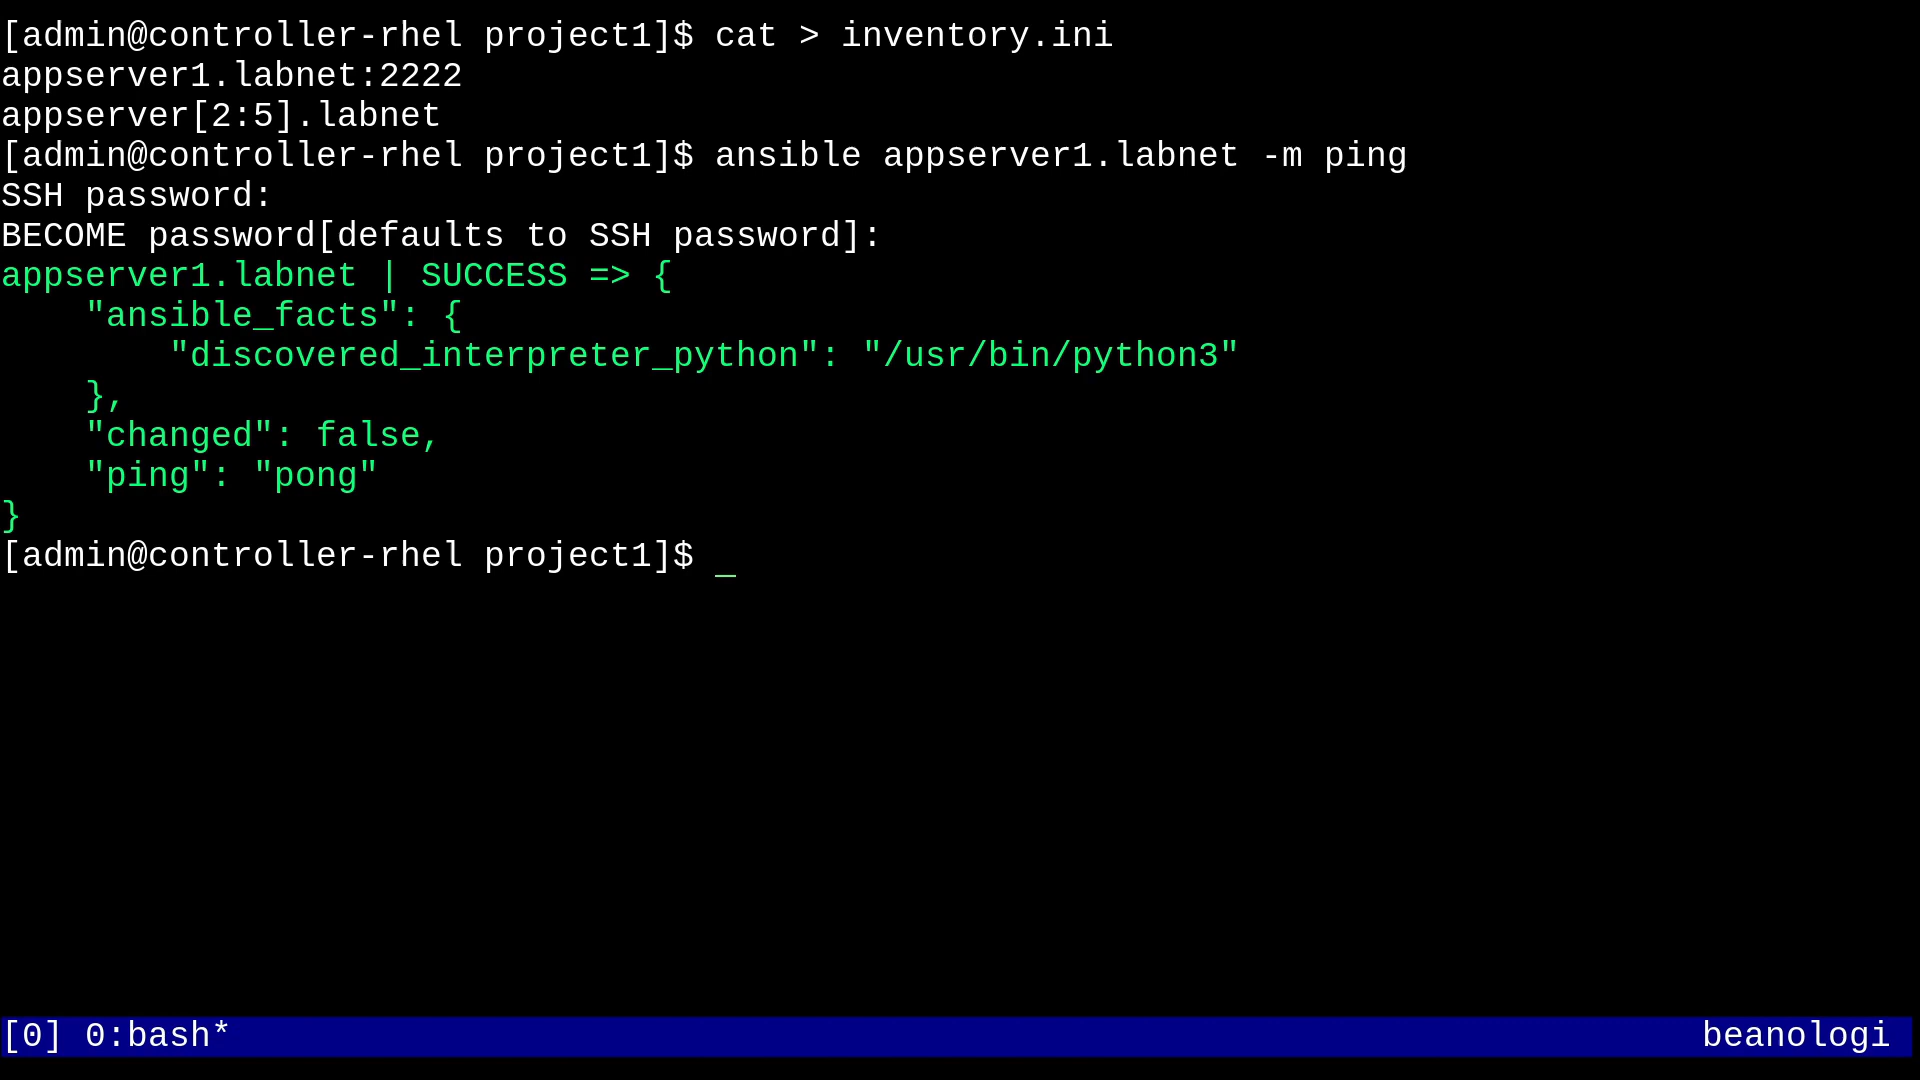 [admin@controller-rhel project1]$ cat > inventory.ini
appserver1.labnet:2222
appserver[2:5].labnet
[admin@controller-rhel project1]$ ansible appserver1.labnet -m ping
SSH password:
BECOME password[defaults to SSH password]:
appserver1.labnet | SUCCESS => {
    "ansible_facts": {
        "discovered_interpreter_python": "/usr/bin/python3"
    },
    "changed": false,
    "ping": "pong"
}
[admin@controller-rhel project1]$ _
[0] 0:bash* beanologi